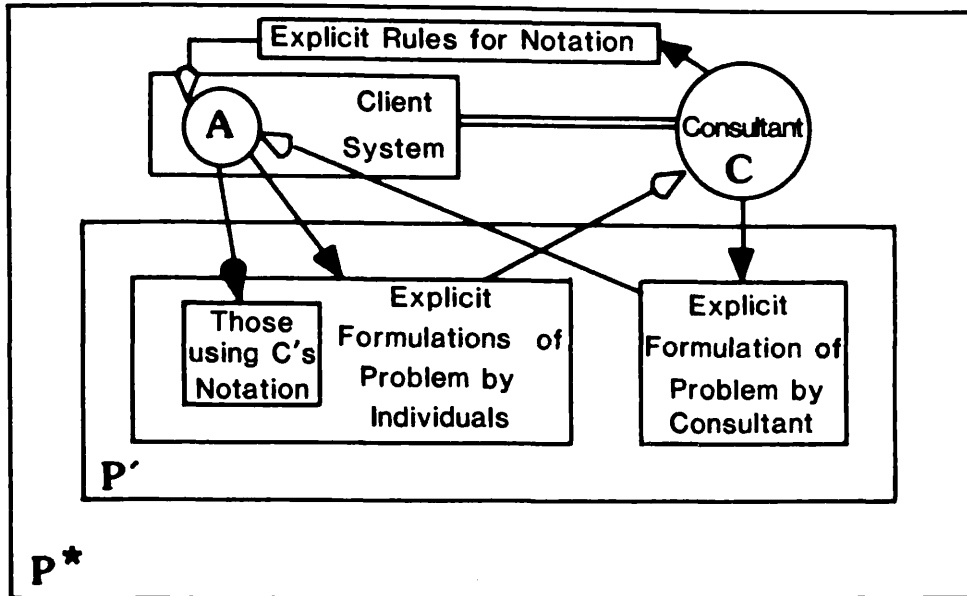 Explicit Rules for Notation
A
Client
System
Consultant
C
Those
using C's
Notation
Explicit
Formulations of
Problem by
Individuals
Explicit
Formulation of
Problem by
Consultant
P′
P*